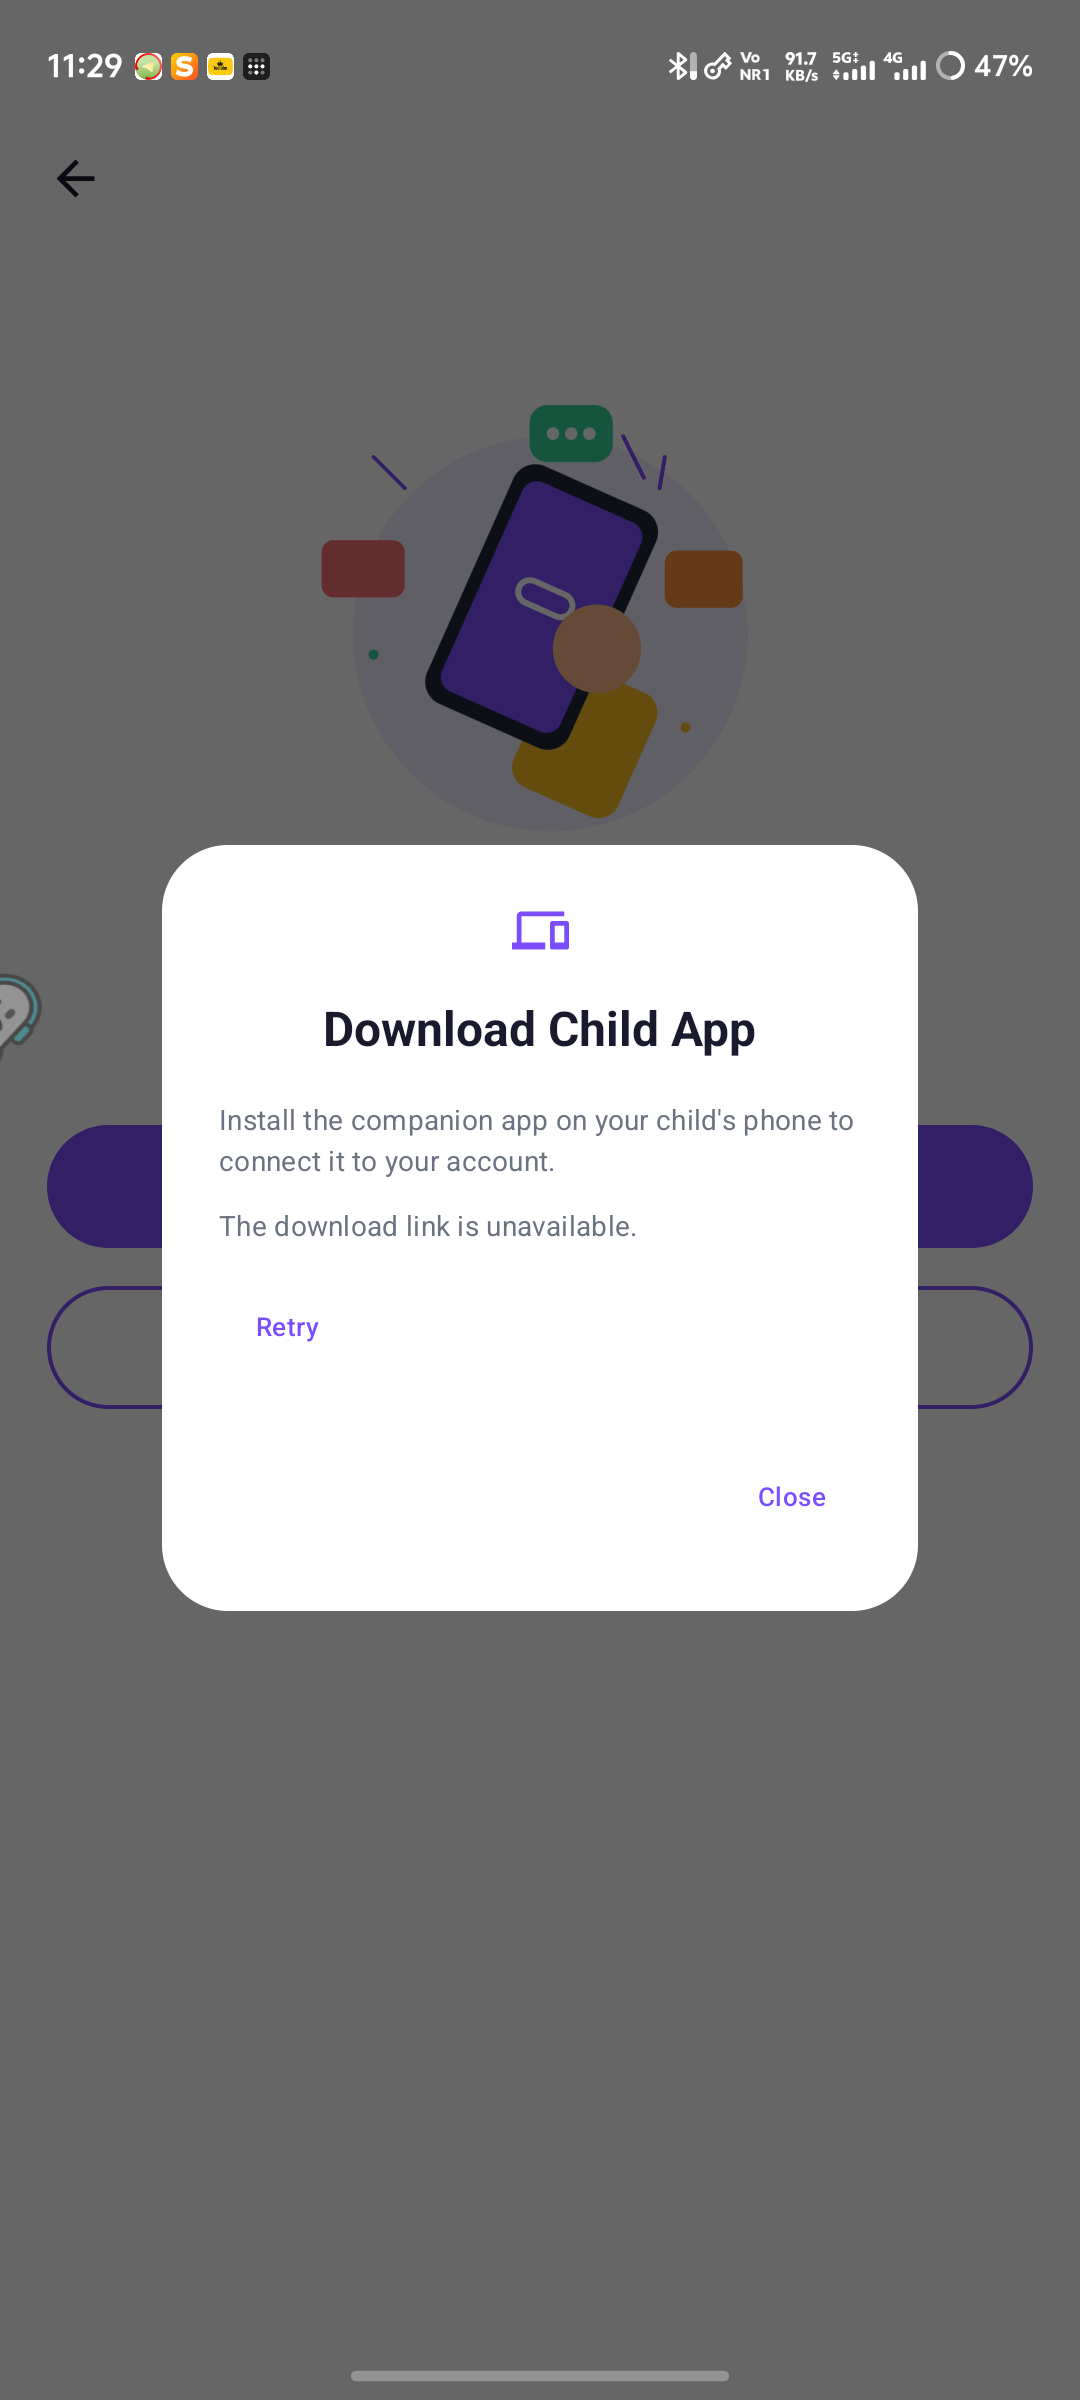 11:29
Vo
NR1
91.7
KB/s
5G
4G
47%
Download Child App
Install the companion app on your child's phone to
connect it to your account.
The download link is unavailable.
Retry
Close